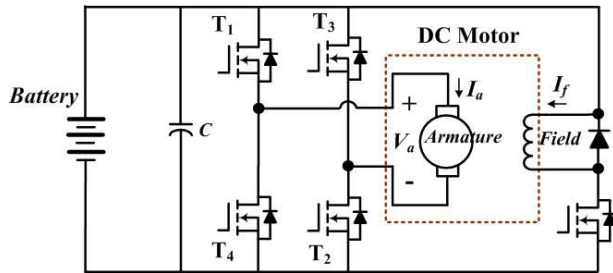 T1
T3
DC Motor
Battery
C
+
Ia
If
Va
Armature
Field
-
T4
T2